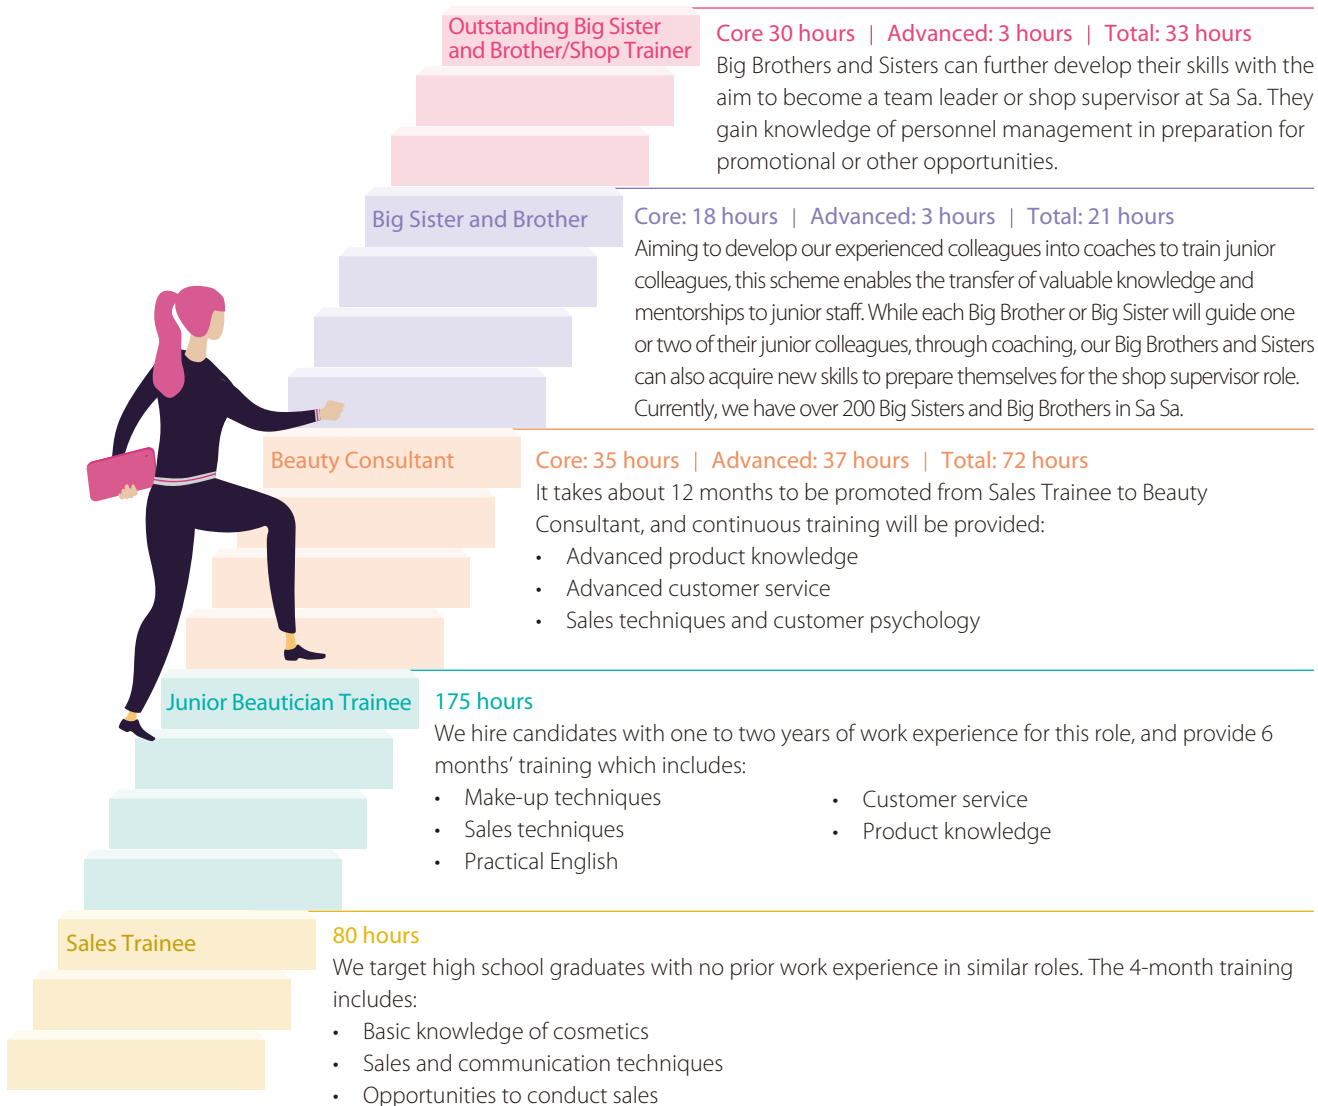 Outstanding Big Sister
and Brother/Shop Trainer
Core 30 hours | Advanced: 3 hours | Total: 33 hours
Big Brothers and Sisters can further develop their skills with the
aim to become a team leader or shop supervisor at Sa Sa. They
gain knowledge of personnel management in preparation for
promotional or other opportunities.
Big Sister and Brother
Core: 18 hours | Advanced: 3 hours | Total: 21 hours
Aiming to develop our experienced colleagues into coaches to train junior
colleagues, this scheme enables the transfer of valuable knowledge and
mentorships to junior staff. While each Big Brother or Big Sister will guide one
or two of their junior colleagues, through coaching, our Big Brothers and Sisters
can also acquire new skills to prepare themselves for the shop supervisor role.
Currently, we have over 200 Big Sisters and Big Brothers in Sa Sa.
Beauty Consultant
Core: 35 hours | Advanced: 37 hours | Total: 72 hours
It takes about 12 months to be promoted from Sales Trainee to Beauty
Consultant, and continuous training will be provided:
• Advanced product knowledge
• Advanced customer service
• Sales techniques and customer psychology
Junior Beautician Trainee
175 hours
We hire candidates with one to two years of work experience for this role, and provide 6
months' training which includes:
• Make-up techniques
• Sales techniques
• Practical English
• Customer service
• Product knowledge
Sales Trainee
80 hours
We target high school graduates with no prior work experience in similar roles. The 4-month training
includes:
• Basic knowledge of cosmetics
• Sales and communication techniques
• Opportunities to conduct sales